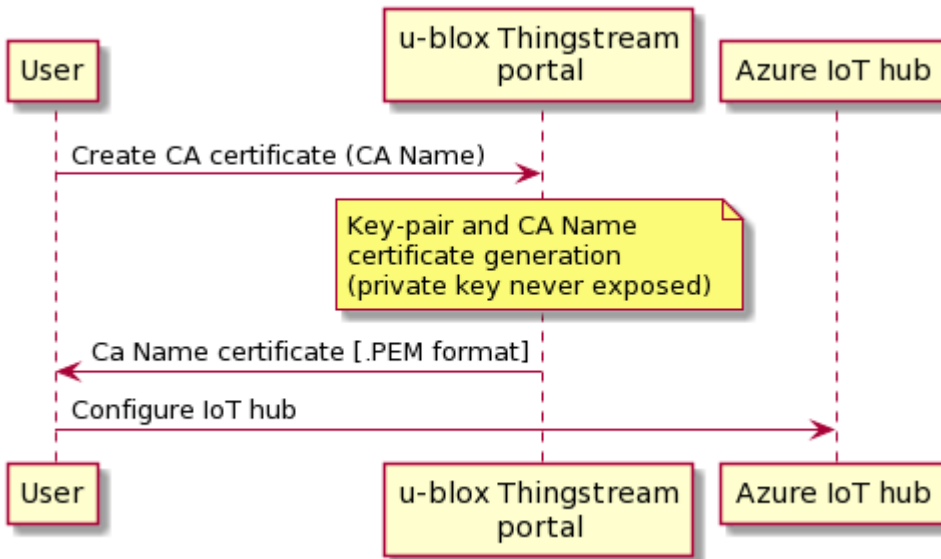 User
u-blox Thingstream
portal
Azure IoT hub
Create CA certificate (CA Name)
Key-pair and CA Name
certificate generation
(private key never exposed)
Ca Name certificate [.PEM format]
Configure IoT hub
User
u-blox Thingstream
portal
Azure IoT hub